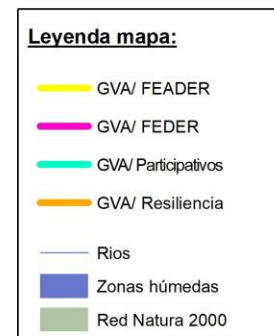 Leyenda mapa:
GVA/ FEADER
GVA/ FEDER
GVA/ Participativos
GVA/ Resiliencia
Rios
Zonas húmedas
Red Natura 2000